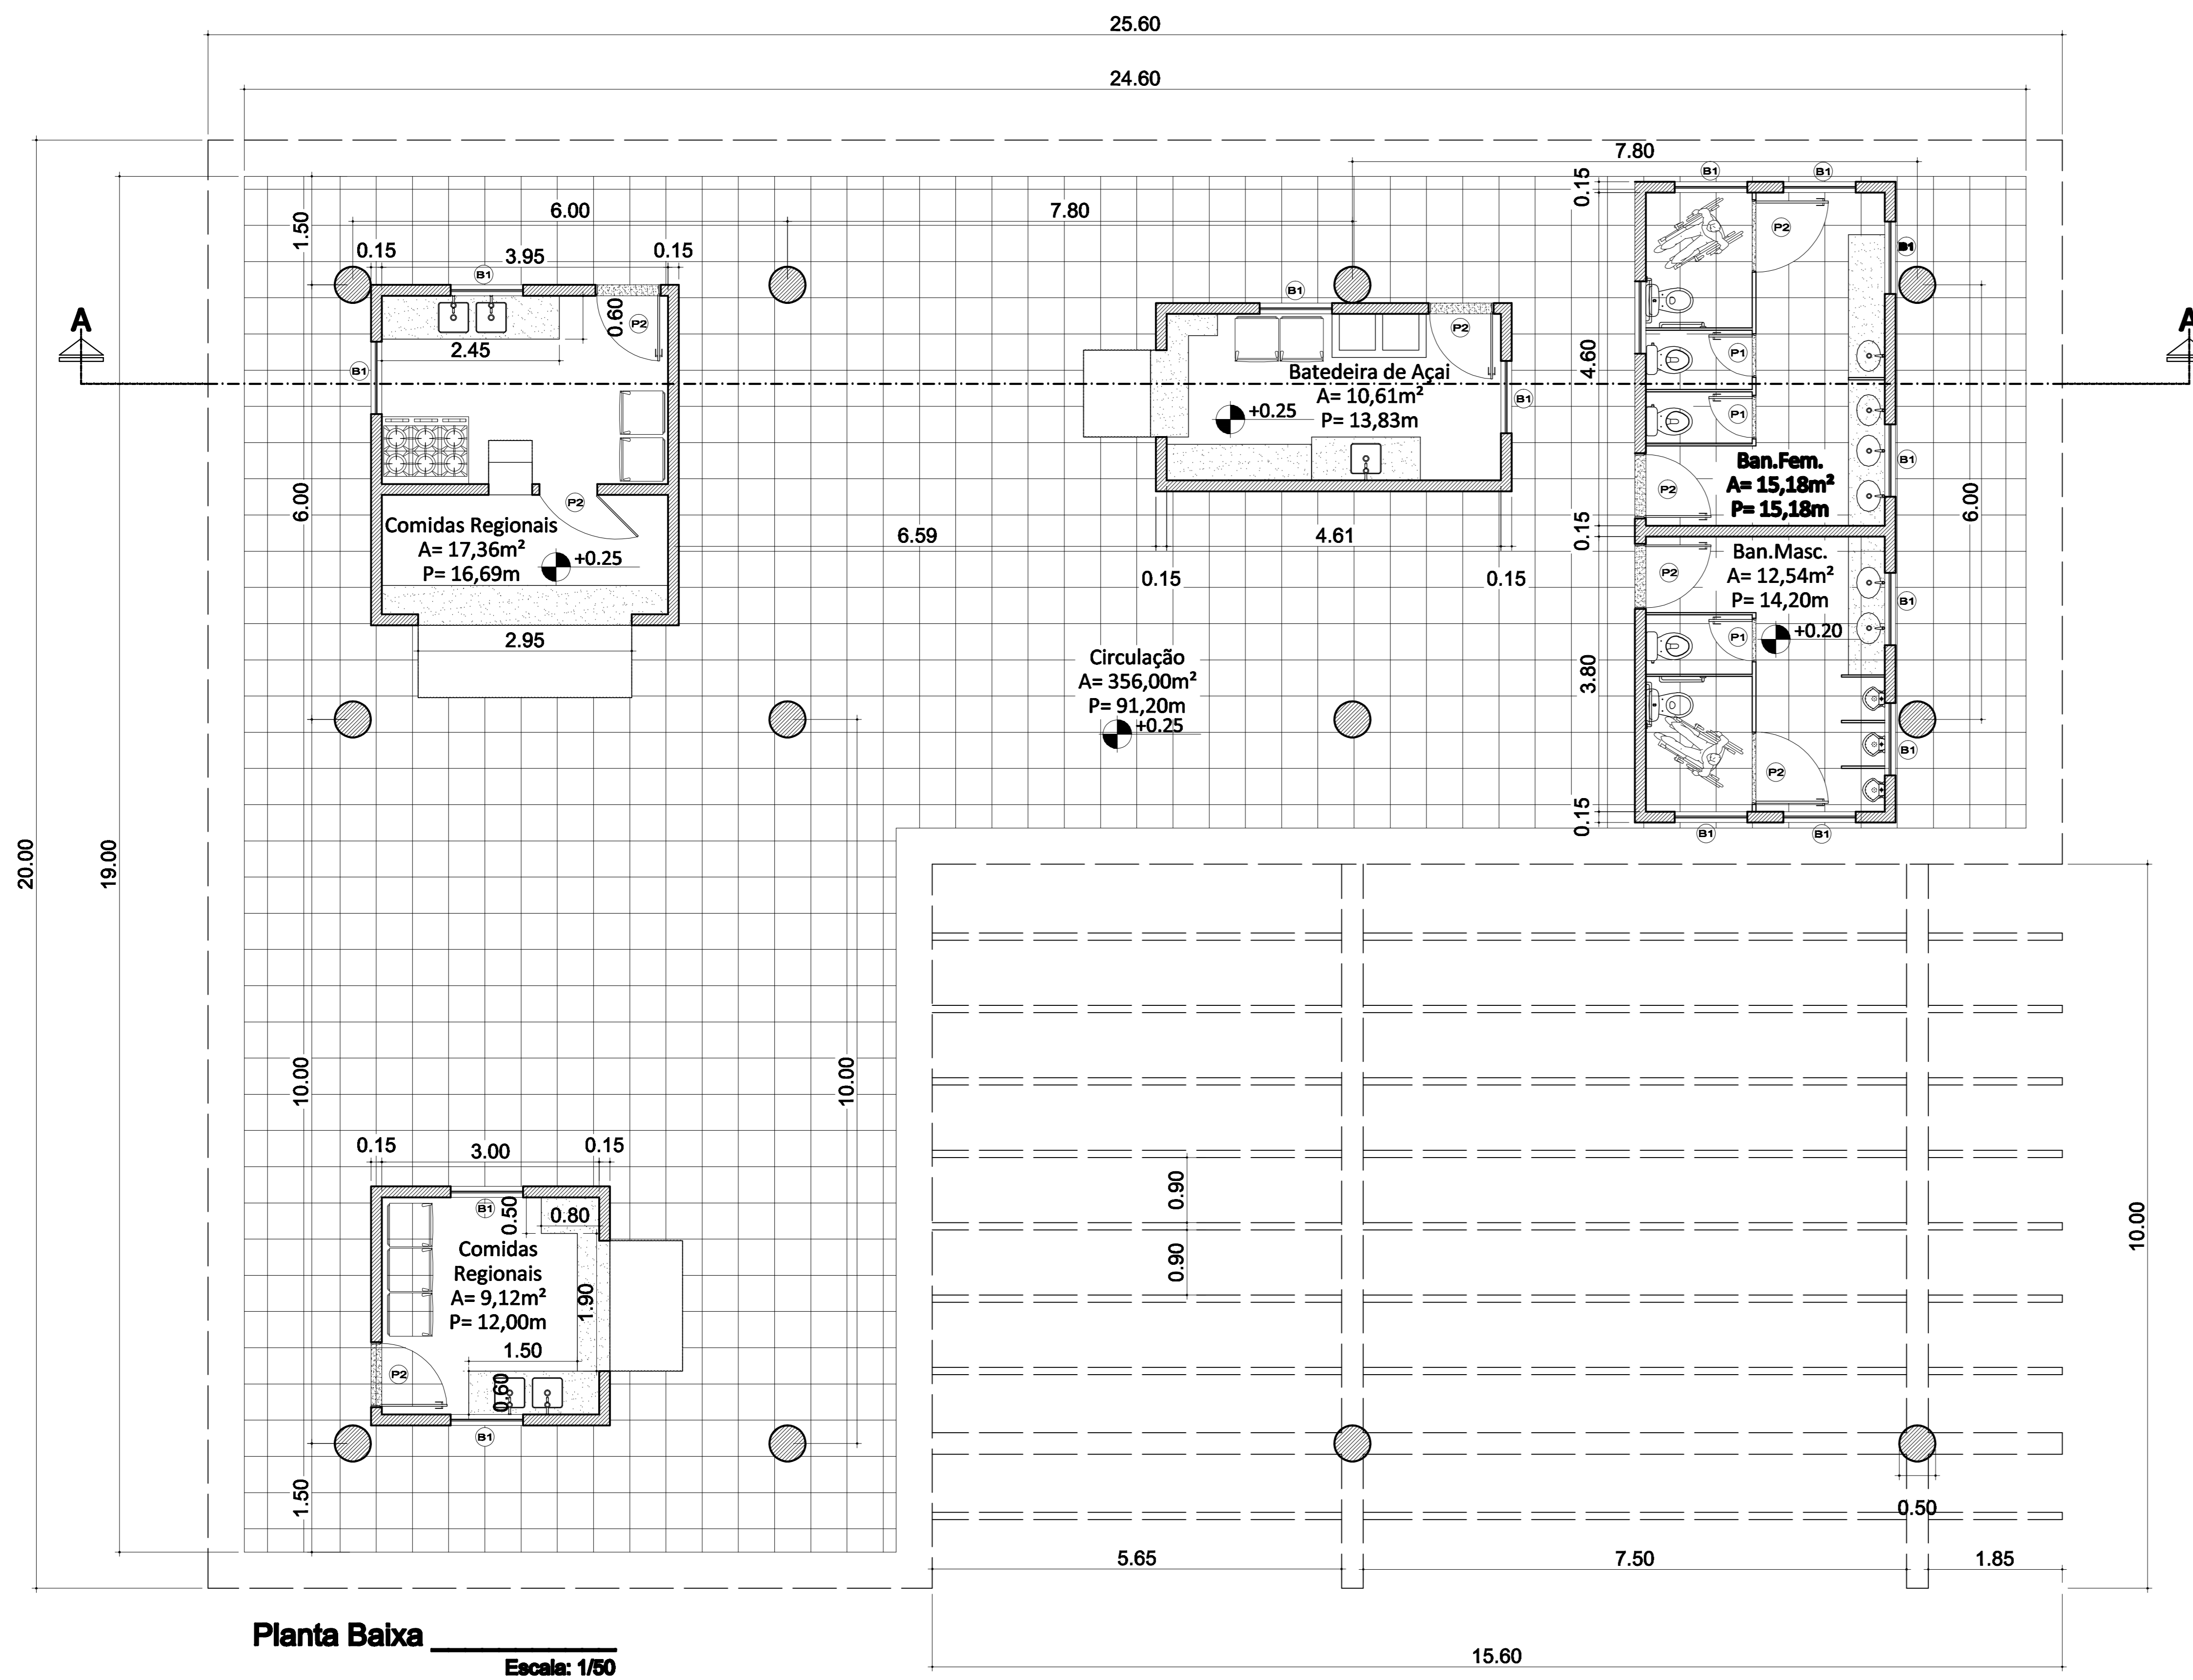 25.60
24.60
7.80
B1
B1
0.15
1.50
6.00
7.80
P2
0.15
3.95
0.15
B1
B1
B1
A
0.60
P2
P2
A
2.45
B1
4.60
P1
Batedeira de Açai
A= 10,61m²
P= 13,83m
+0.25
B1
P1
6.00
P2
Ban.Fem.
A= 15,18m²
P= 15,18m
B1
P2
6.00
Comidas Regionais
A= 17,36m²
P= 16,69m
+0.25
6.59
4.61
0.15
0.15
0.15
Ban.Masc.
A= 12,54m²
P= 14,20m
P2
B1
+0.20
P1
2.95
Circulação
A= 356,00m²
P= 91,20m
+0.25
3.80
B1
P2
0.15
B1
B1
20.00
19.00
10.00
10.00
0.15
3.00
0.15
B1
0.50
0.80
Comidas
Regionais
A= 9,12m²
P= 12,00m
1.90
1.50
P2
0.60
B1
0.90
0.90
10.00
1.50
0.50
5.65
7.50
1.85
Planta Baixa
Escala: 1/50
15.60